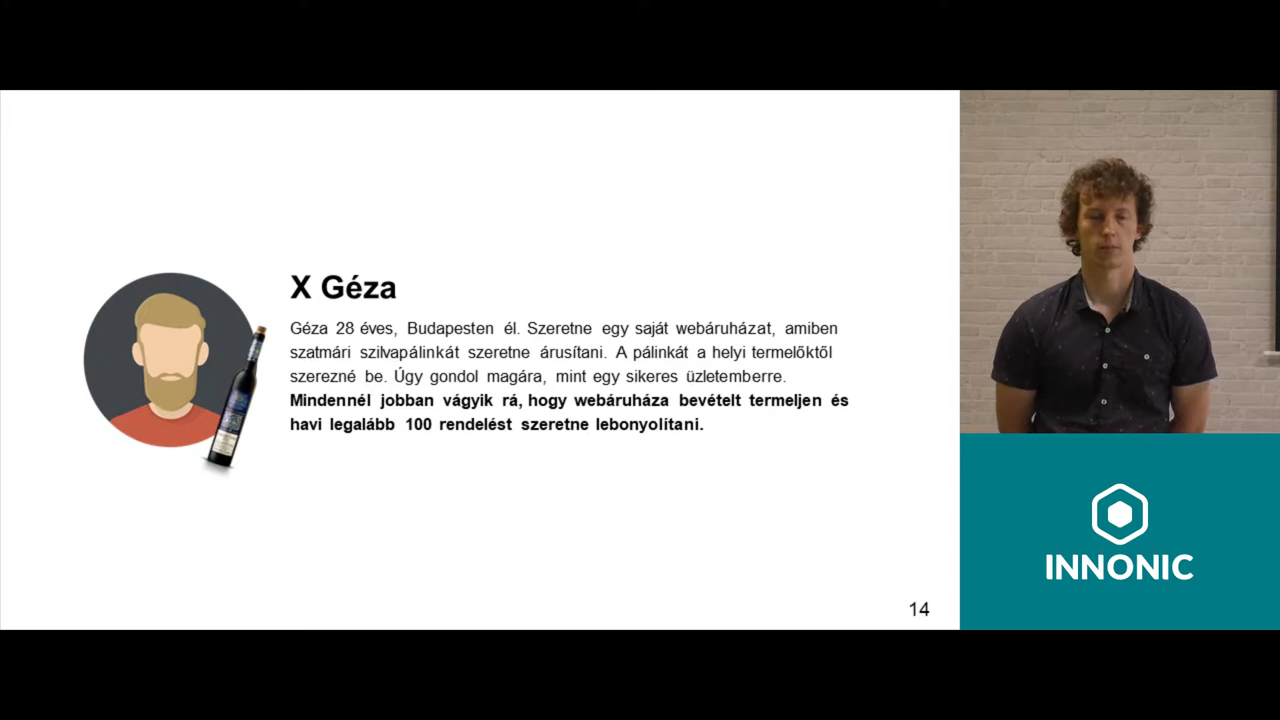 X Géza
Géza 28 éves, Budapesten él. Szeretne egy saját webáruházat, amiben
szatmári szilvapálinkát szeretne árusítani. A pálinkát a helyi termelőktől
szerezné be. Úgy gondol magára, mint egy sikeres üzletemberre.
Mindennél jobban vágyik rá, hogy webáruháza bevételt termeljen és
havi legalább 100 rendelést szeretne lebonyolítani.
14
INNONIC